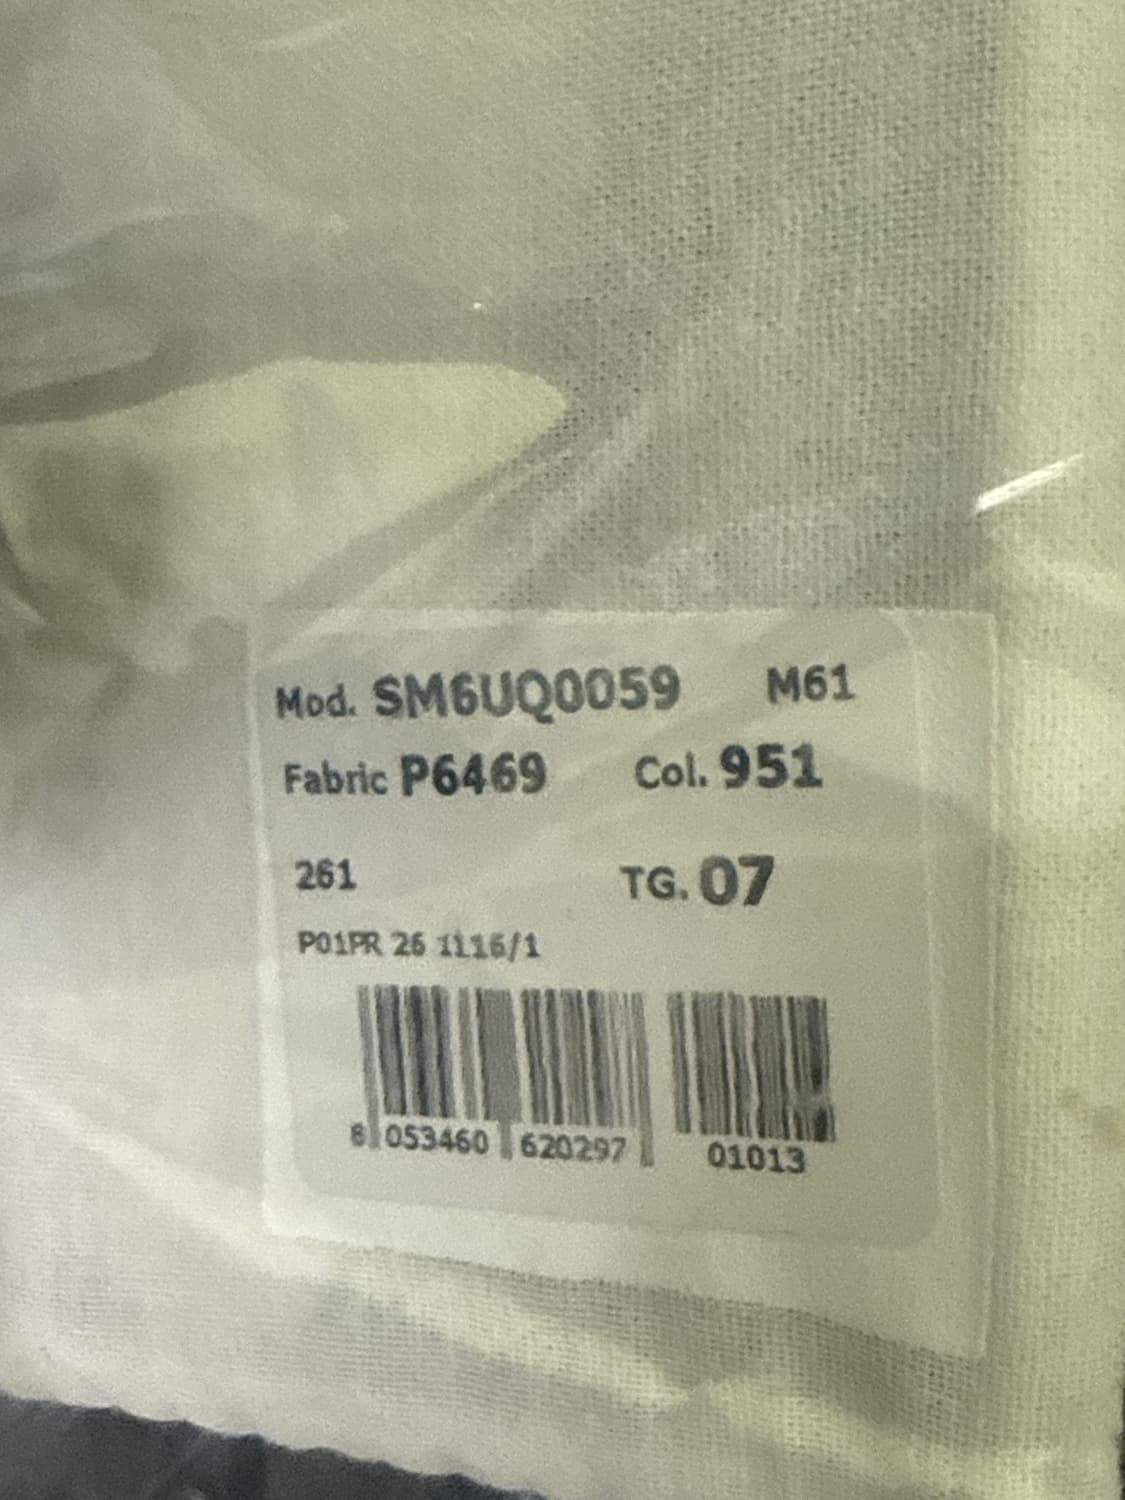 Mod. SM6UQ0059 M61
Fabric P6469 Col. 951
261 TG. 07
P01PR 26 1116/1
8 053460 620297 01013